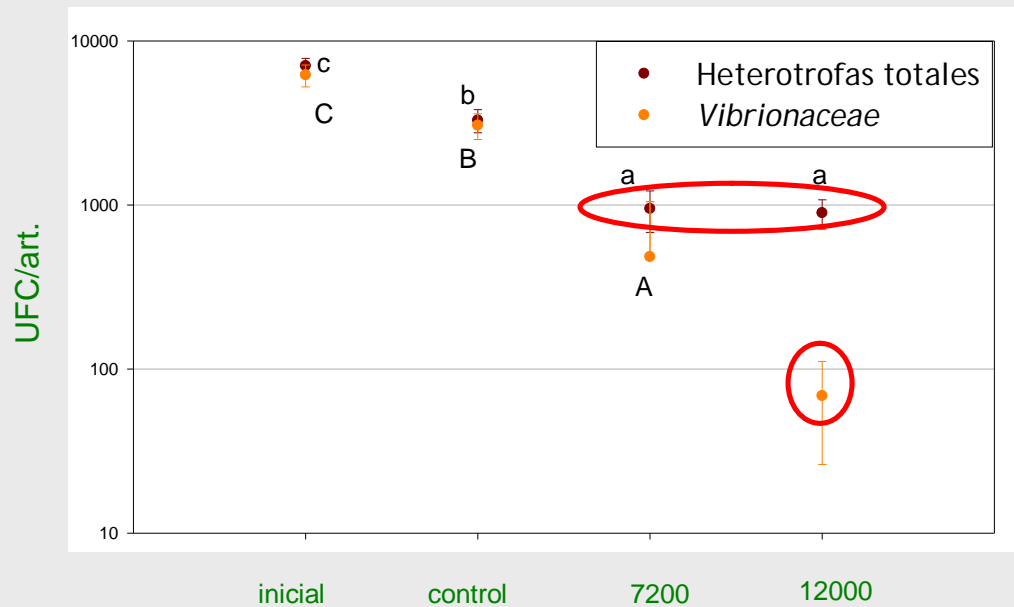 10000
Heterotrofas totales
Vibrionaceae
c
C
b
B
1000
a
a
A
UFC/art.
100
10
inicial control 7200 12000